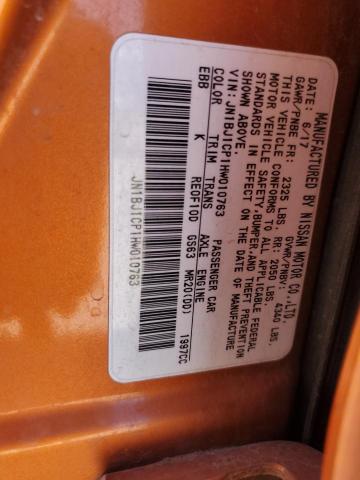 MANUFACTURED BY NISSAN MOTOR CO.,LTD.
6/17 GVWR/PNBV: 4340 LBS.
GAWR/PNBE FR: 2325 LBS. RR: 2050 LBS.
THIS VEHICLE CONFORMS TO ALL APPLICABLE FEDERAL
MOTOR VEHICLE SAFETY,BUMPER,AND THEFT PREVENTION
STANDARDS IN EFFECT ON THE DATE OF MANUFACTURE
SHOWN ABOVE.
VIN:JN1BJ1CP1HW010763 PASSENGER CAR
COLOR TRIM TRANS AXLE ENGINE
EBB K RE0F10D GS63 MR20(DD) 1997CC
JN1BJ1CP1HW010763